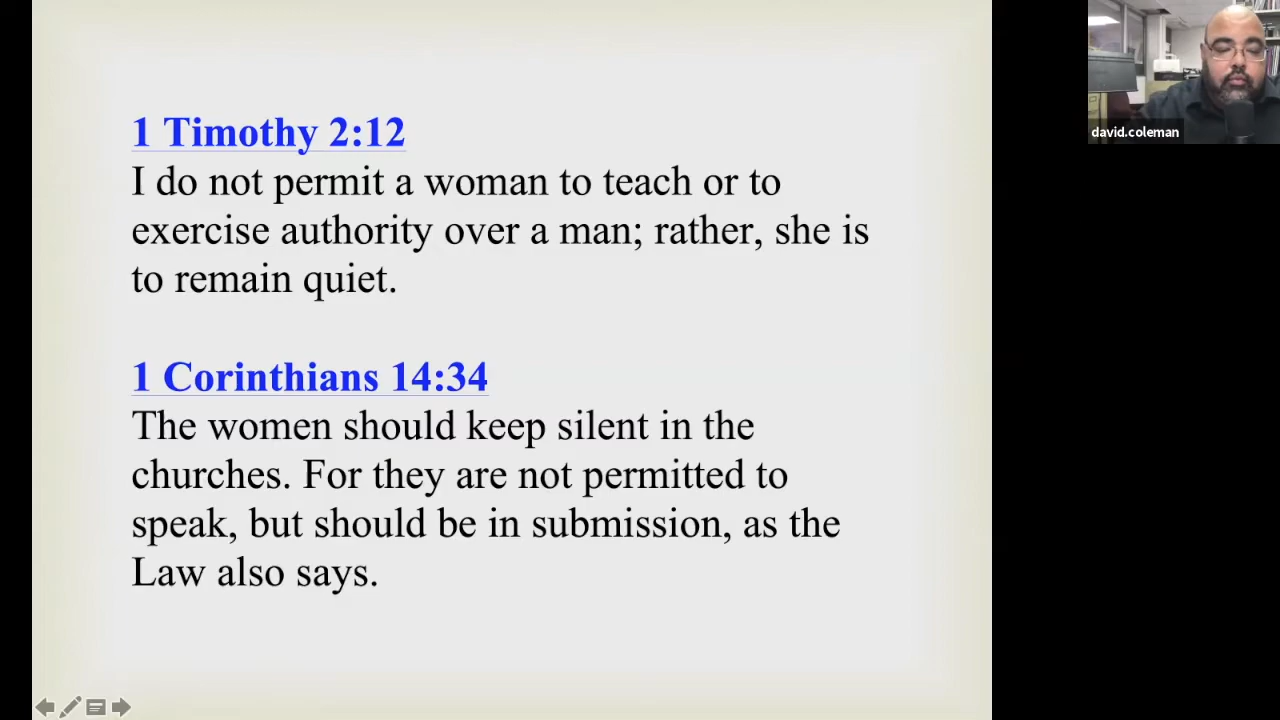 1 Timothy 2:12
I do not permit a woman to teach or to
exercise authority over a man; rather, she is
to remain quiet.
1 Corinthians 14:34
The women should keep silent in the
churches. For they are not permitted to
speak, but should be in submission, as the
Law also says.
david.coleman